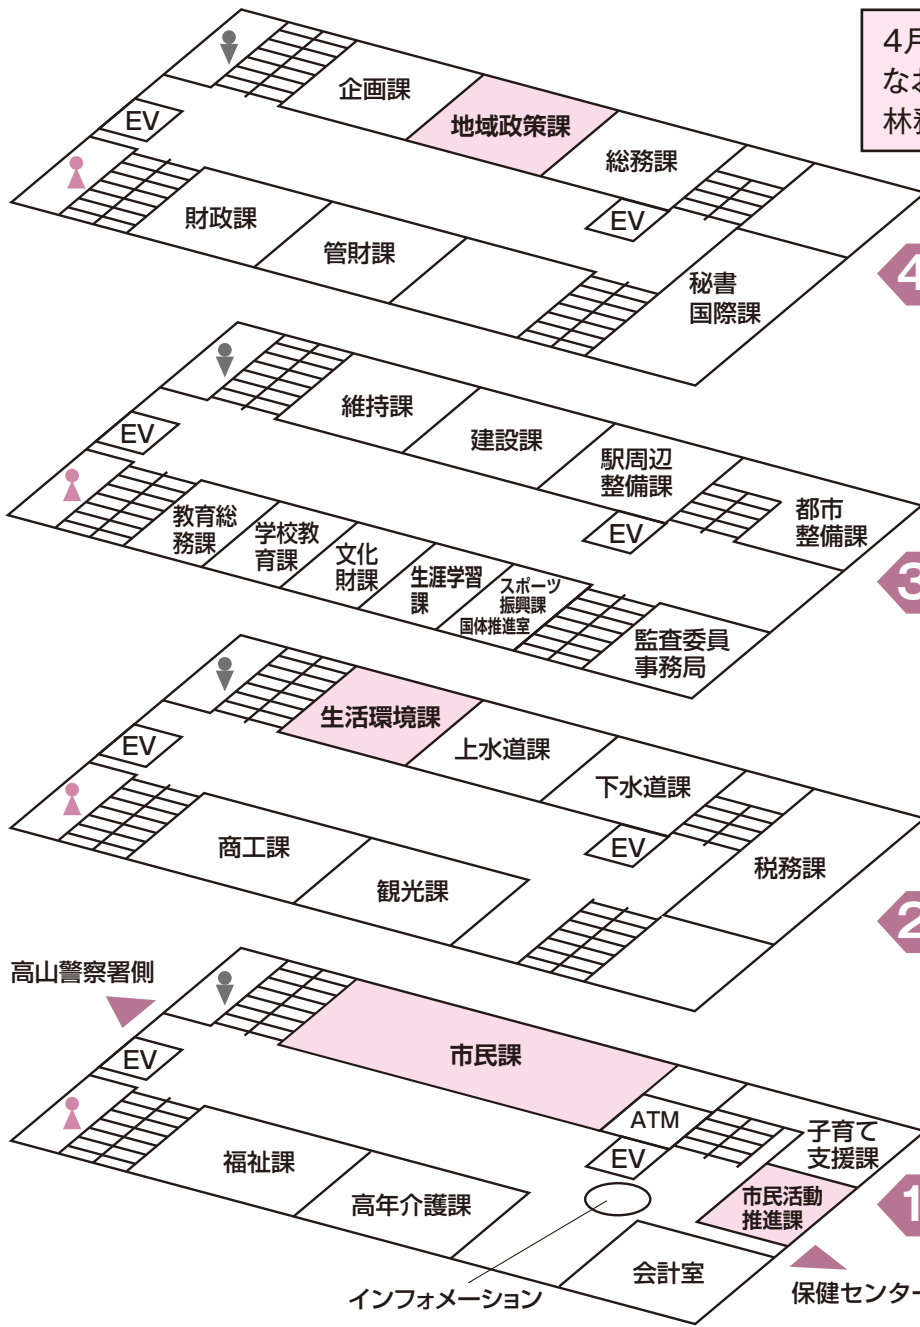 4月
なお
林務
企画課
地域政策課
総務課
EV
EV
財政課
管財課
秘書
国際課
4
維持課
建設課
駅周辺
整備課
都市
整備課
EV
EV
教育総
務課
学校教
育課
文化
財課
生涯学習
課
スポーツ
振興課
国体推進室
監査委員
事務局
3
生活環境課
上水道課
下水道課
EV
EV
商工課
観光課
税務課
2
高山警察署側
市民課
EV
ATM
EV
子育て
支援課
市民活動
推進課
福祉課
高年介護課
会計室
1
インフォメーション
保健センター